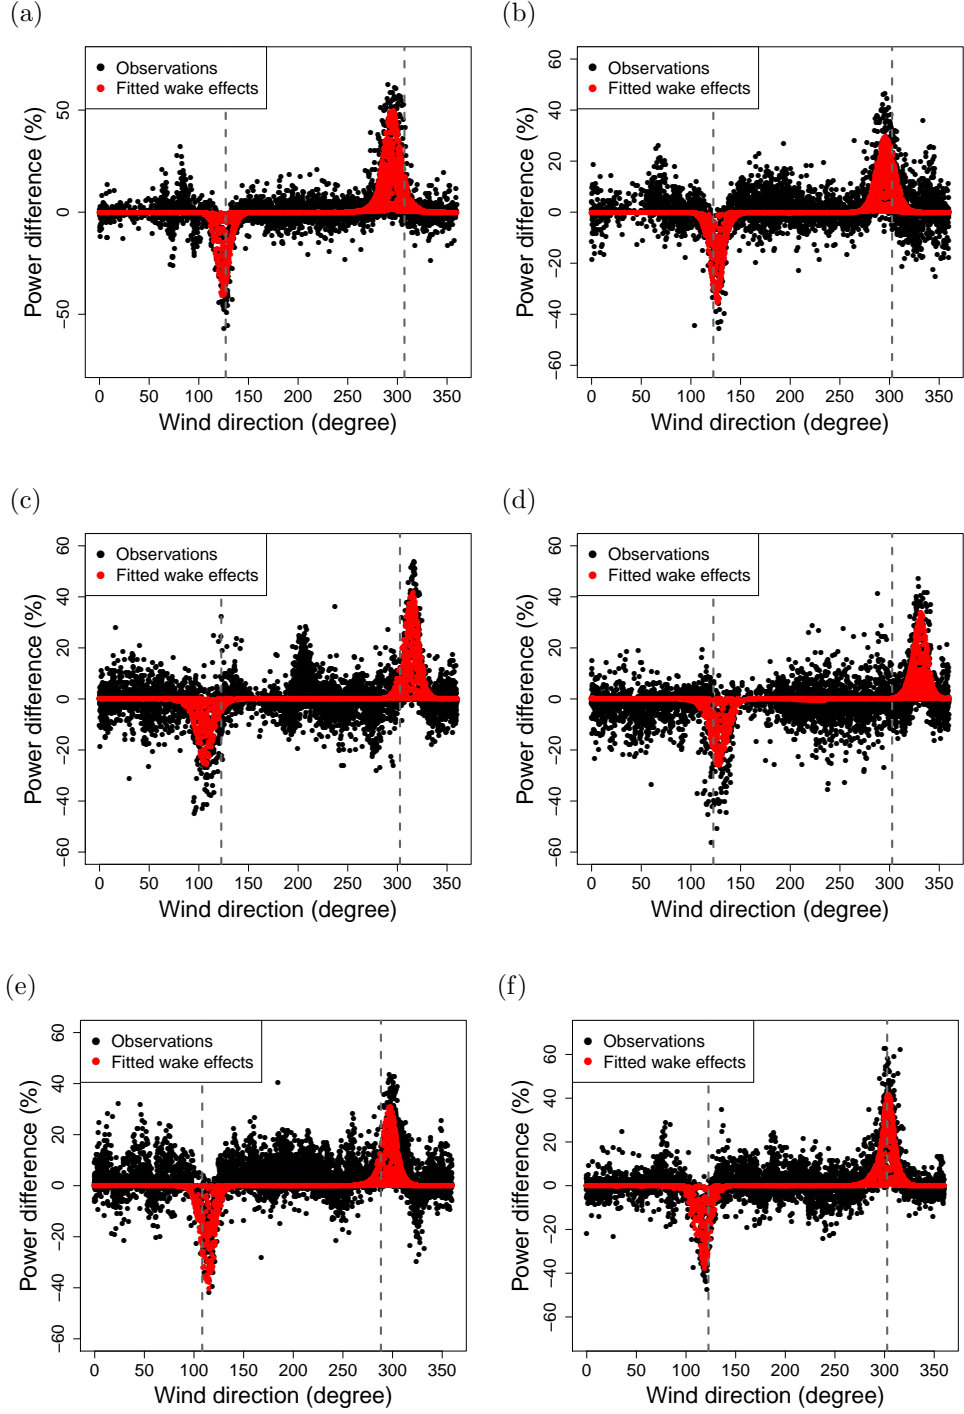 (a)
(b)
Observations
Fitted wake effects
Power difference (%)
50
0
−50
0 50 100 150 200 250 300 350
Wind direction (degree)
Observations
Fitted wake effects
Power difference (%)
60
40
20
0
−20
−40
−60
0 50 100 150 200 250 300 350
Wind direction (degree)
(c)
(d)
Observations
Fitted wake effects
Power difference (%)
60
40
20
0
−20
−40
−60
0 50 100 150 200 250 300 350
Wind direction (degree)
Observations
Fitted wake effects
Power difference (%)
60
40
20
0
−20
−40
−60
0 50 100 150 200 250 300 350
Wind direction (degree)
(e)
(f)
Observations
Fitted wake effects
Power difference (%)
60
40
20
0
−20
−40
−60
0 50 100 150 200 250 300 350
Wind direction (degree)
Observations
Fitted wake effects
Power difference (%)
60
40
20
0
−20
−40
−60
0 50 100 150 200 250 300 350
Wind direction (degree)